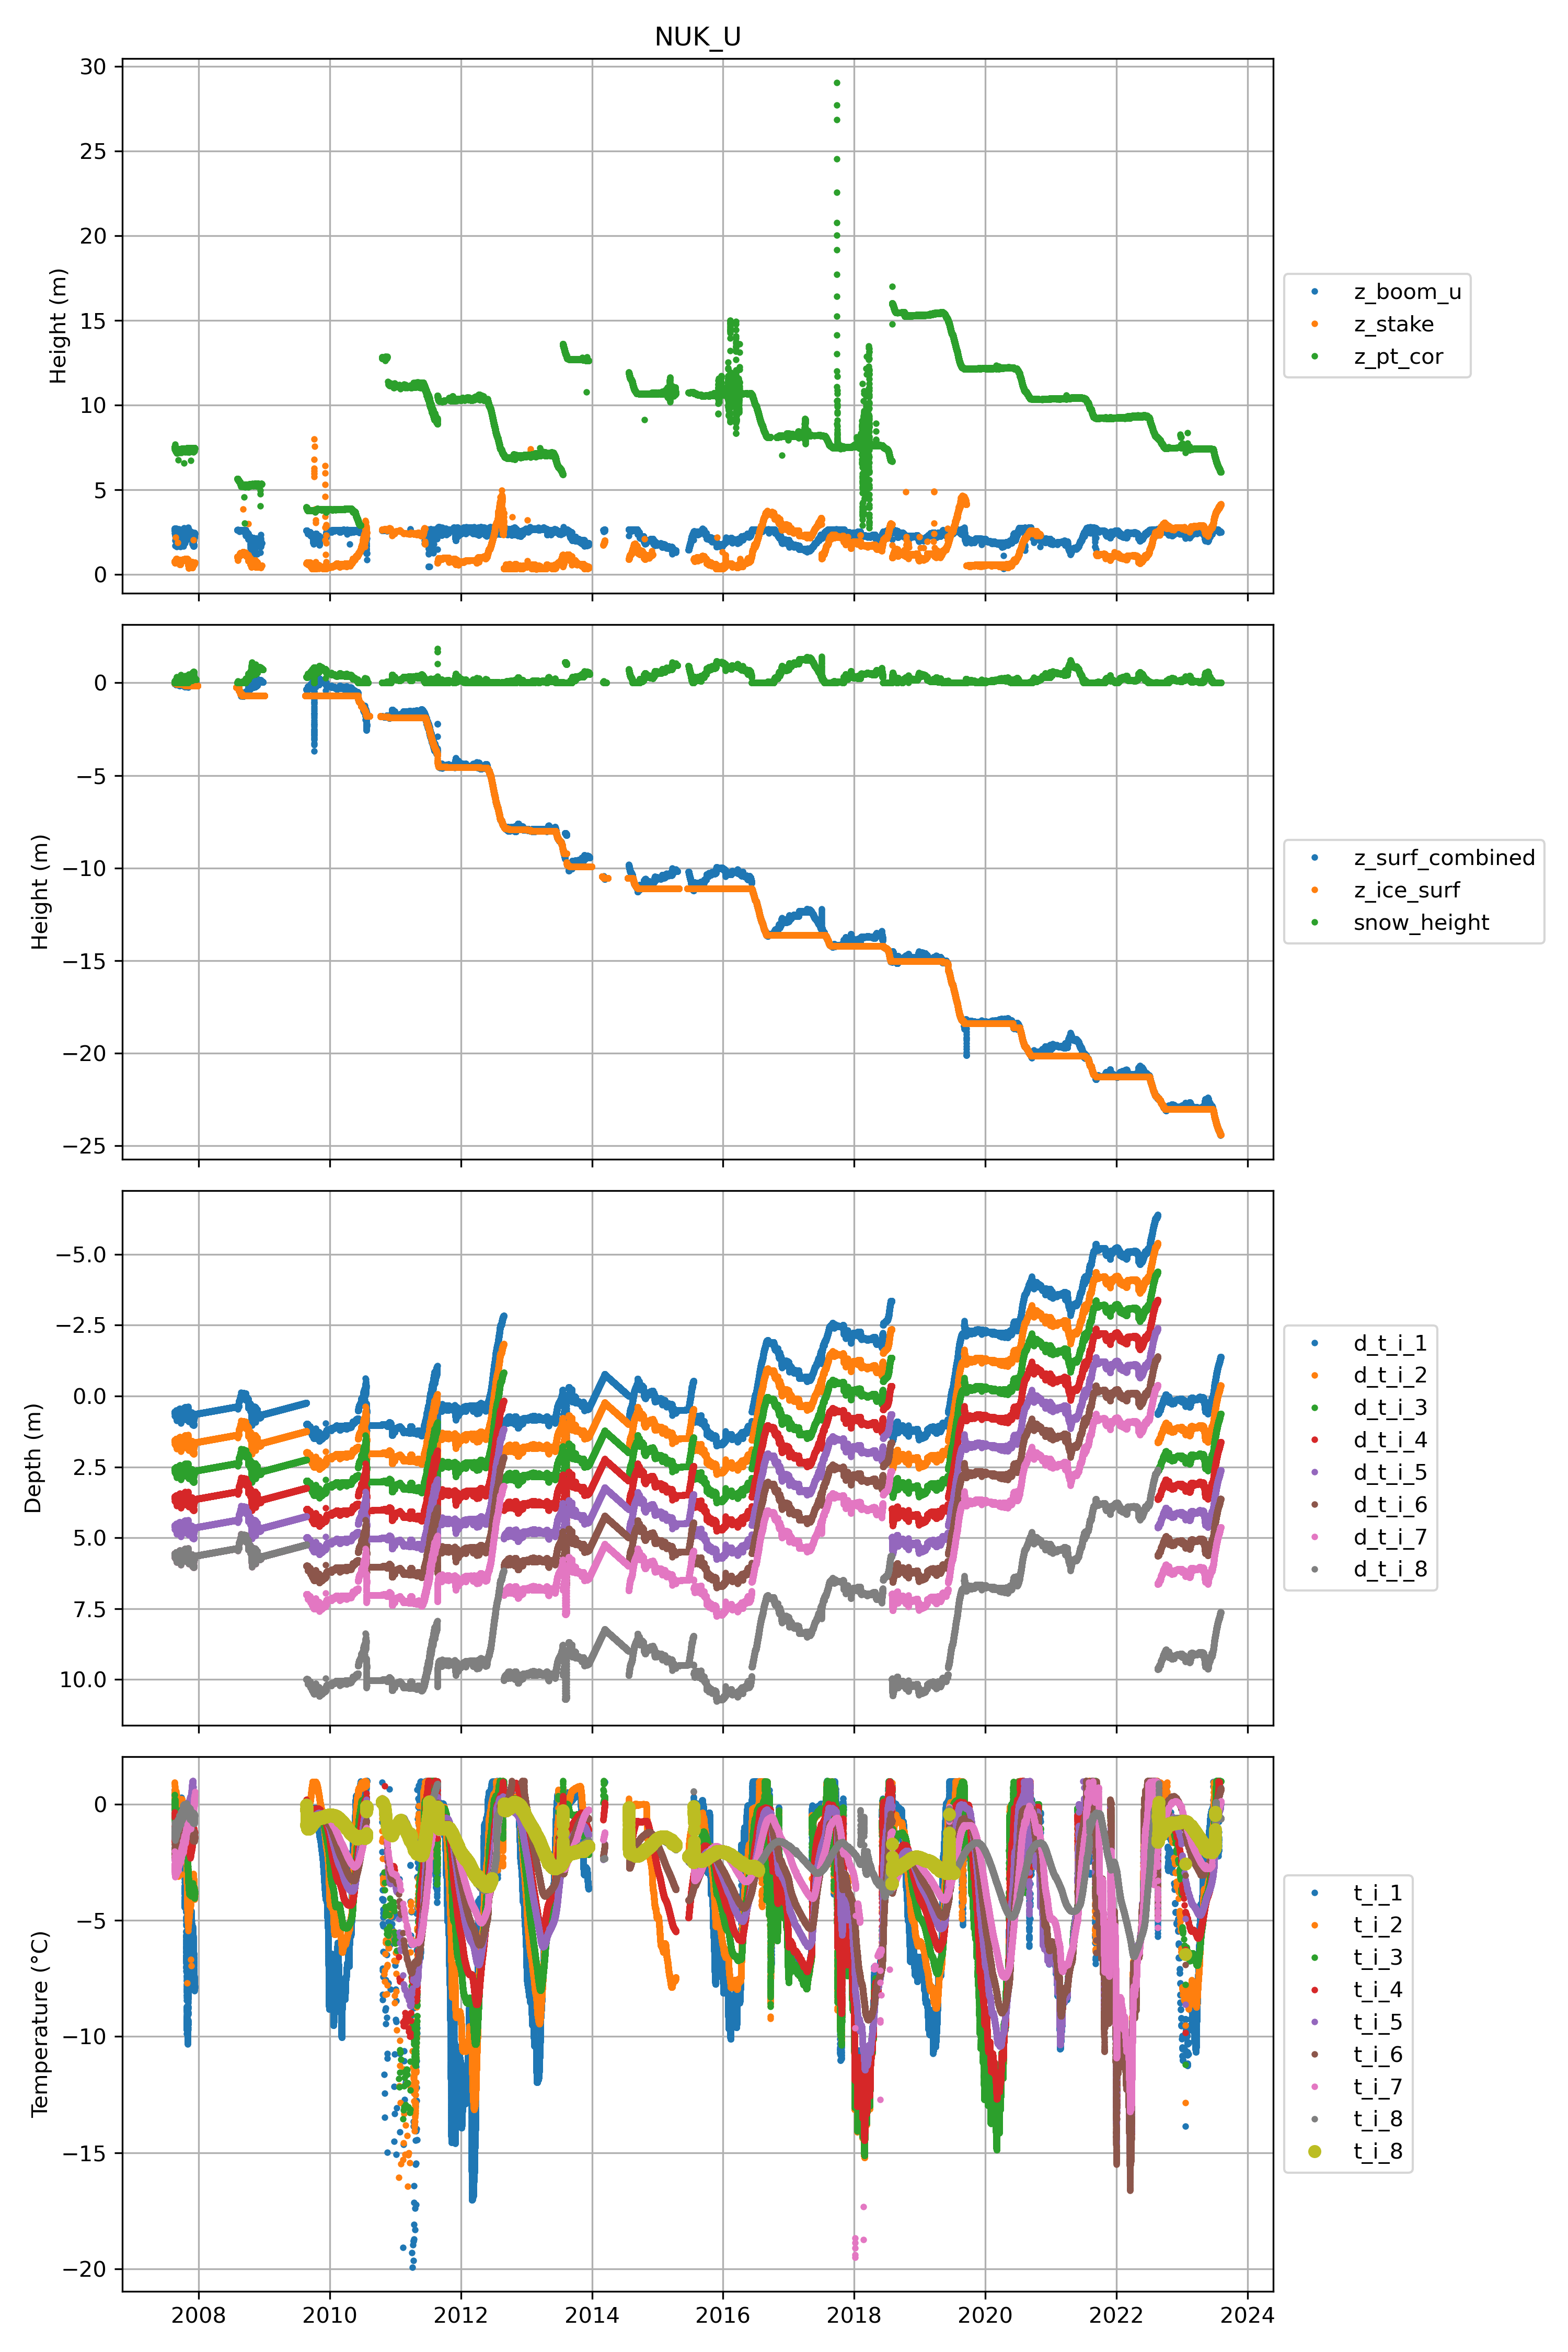 NUK_U
30
25
20
15
10
5
0
Height (m)
z_boom_u
z_stake
z_pt_cor
0
−5
−10
−15
−20
−25
Height (m)
z_surf_combined
z_ice_surf
snow_height
−5.0
−2.5
0.0
2.5
5.0
7.5
10.0
Depth (m)
d_t_i_1
d_t_i_2
d_t_i_3
d_t_i_4
d_t_i_5
d_t_i_6
d_t_i_7
d_t_i_8
0
−5
−10
−15
−20
Temperature (°C)
t_i_1
t_i_2
t_i_3
t_i_4
t_i_5
t_i_6
t_i_7
t_i_8
t_i_8
2008 2010 2012 2014 2016 2018 2020 2022 2024